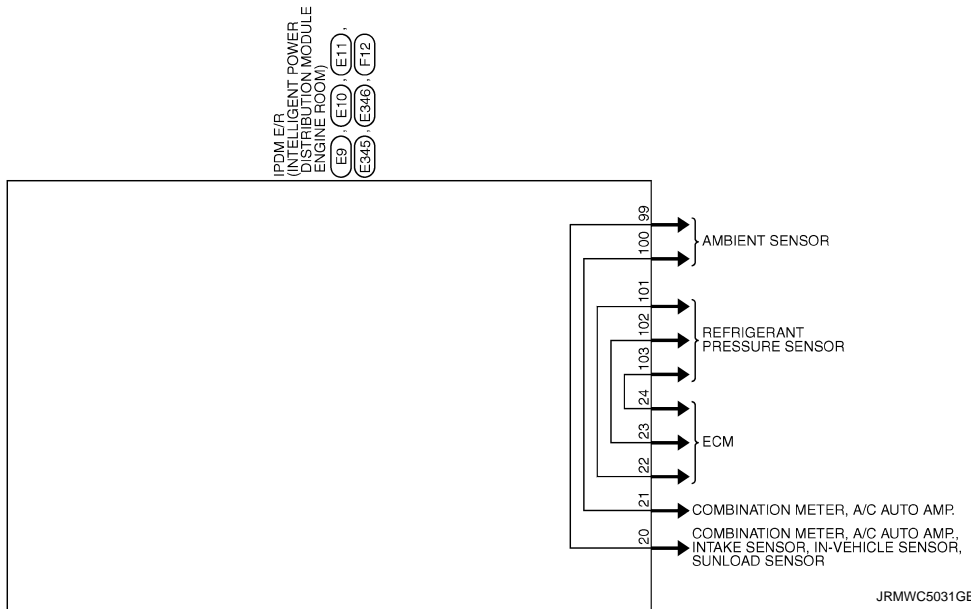 IPDM E/R
(INTELLIGENT POWER
DISTRIBUTION MODULE
ENGINE ROOM)
E9, E10, E11,
E345, E346, F12
99
100
AMBIENT SENSOR
101
102
103
REFRIGERANT
PRESSURE SENSOR
24
23
22
ECM
21
COMBINATION METER, A/C AUTO AMP.
20
COMBINATION METER, A/C AUTO AMP.,
INTAKE SENSOR, IN-VEHICLE SENSOR,
SUNLOAD SENSOR
JRMWC5031GE